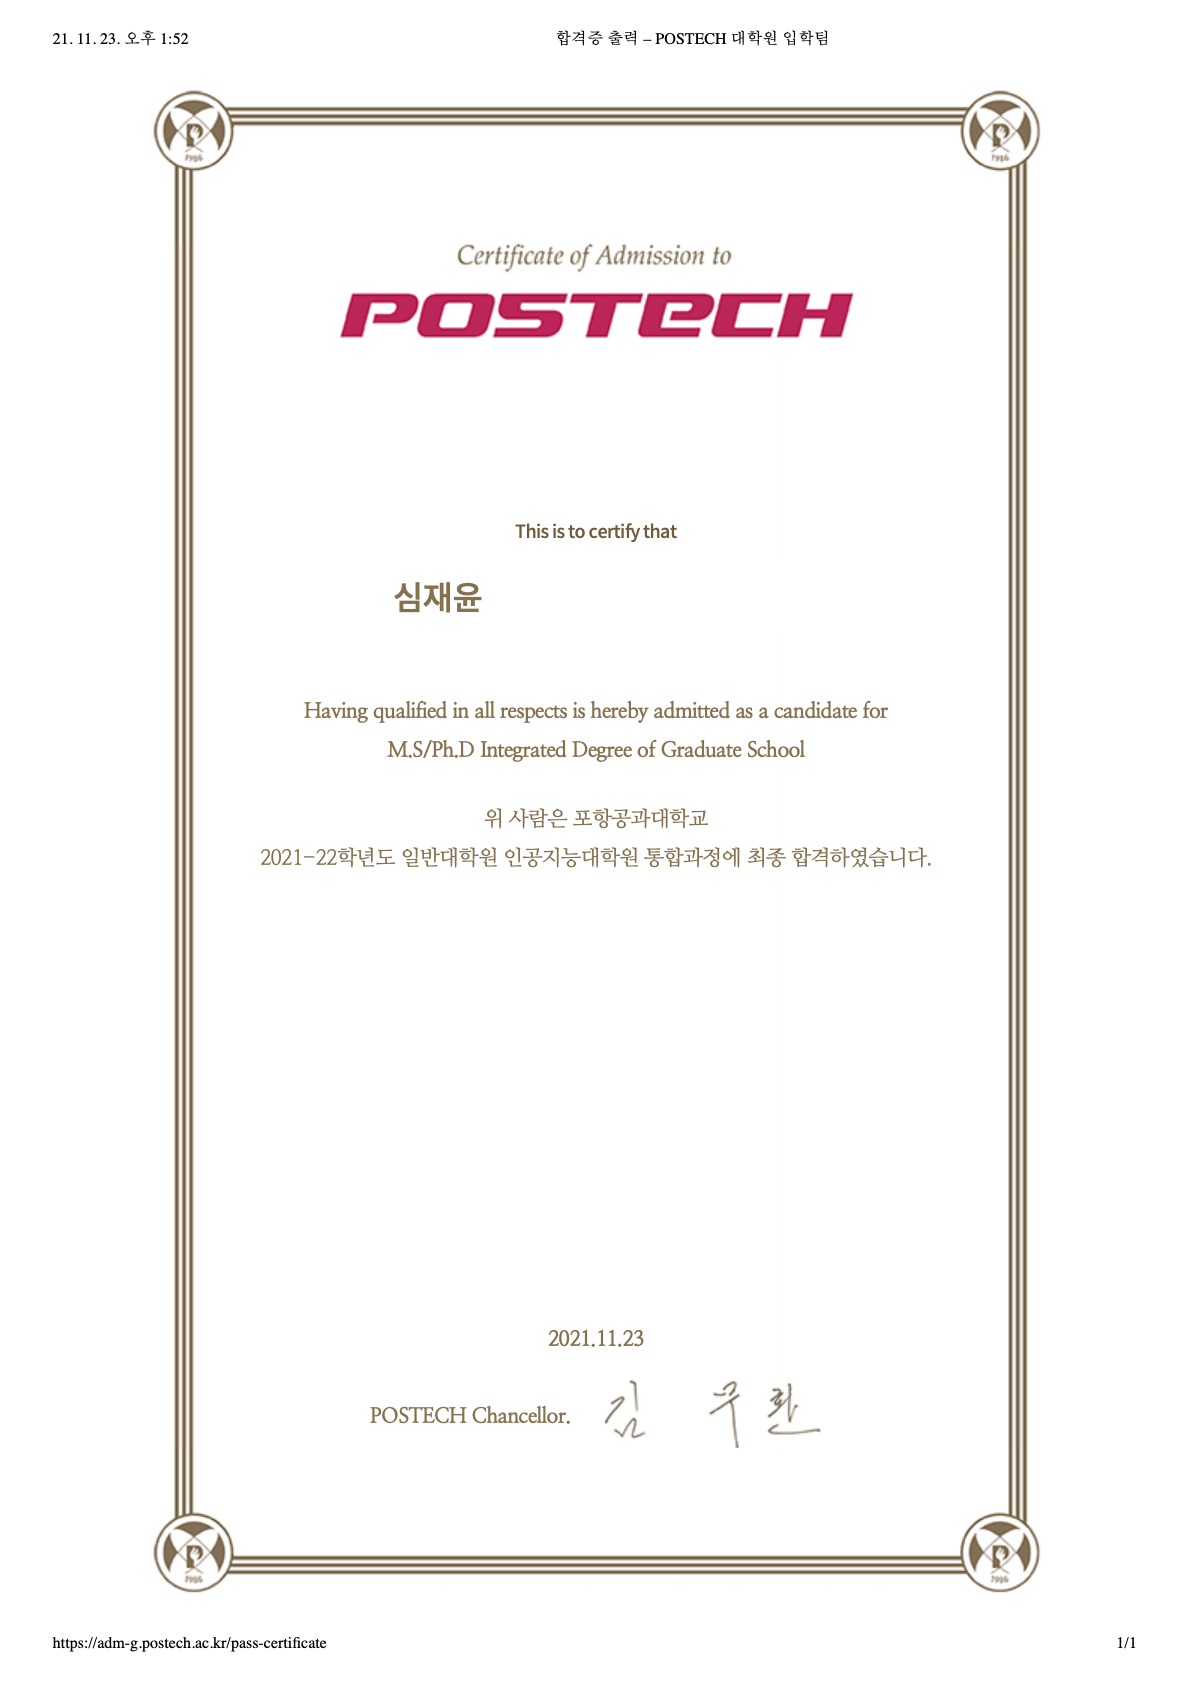 21. 11. 23. 오후 1:52
합격증 출력 – POSTECH 대학원 입학팀
P
1986
P
1986
Certificate of Admission to
POSTECH
This is to certify that
심재윤
Having qualified in all respects is hereby admitted as a candidate for
M.S/Ph.D Integrated Degree of Graduate School
위 사람은 포항공과대학교
2021-22학년도 일반대학원 인공지능대학원 통합과정에 최종 합격하였습니다.
2021.11.23
POSTECH Chancellor. 김 무환
P
1986
P
1986
https://adm-g.postech.ac.kr/pass-certificate
1/1